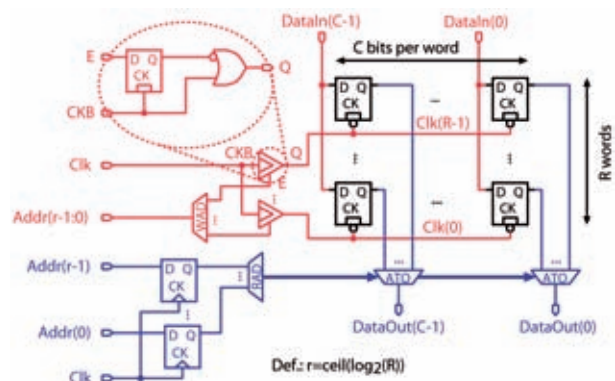 DataIn(C-1) DataIn(0)
E D Q CK Q
CKB
C bits per word
D Q CK ... D Q CK
Clk(R-1)
Clk CKB Q
E
R words
Addr(r-1:0) WAD
D Q CK ... D Q CK
Clk(0)
Addr(r-1) D Q CK RAD
... ATO ... ATO
Addr(0) D Q CK
DataOut(C-1) DataOut(0)
Clk
Def.: r=ceil(log2(R))